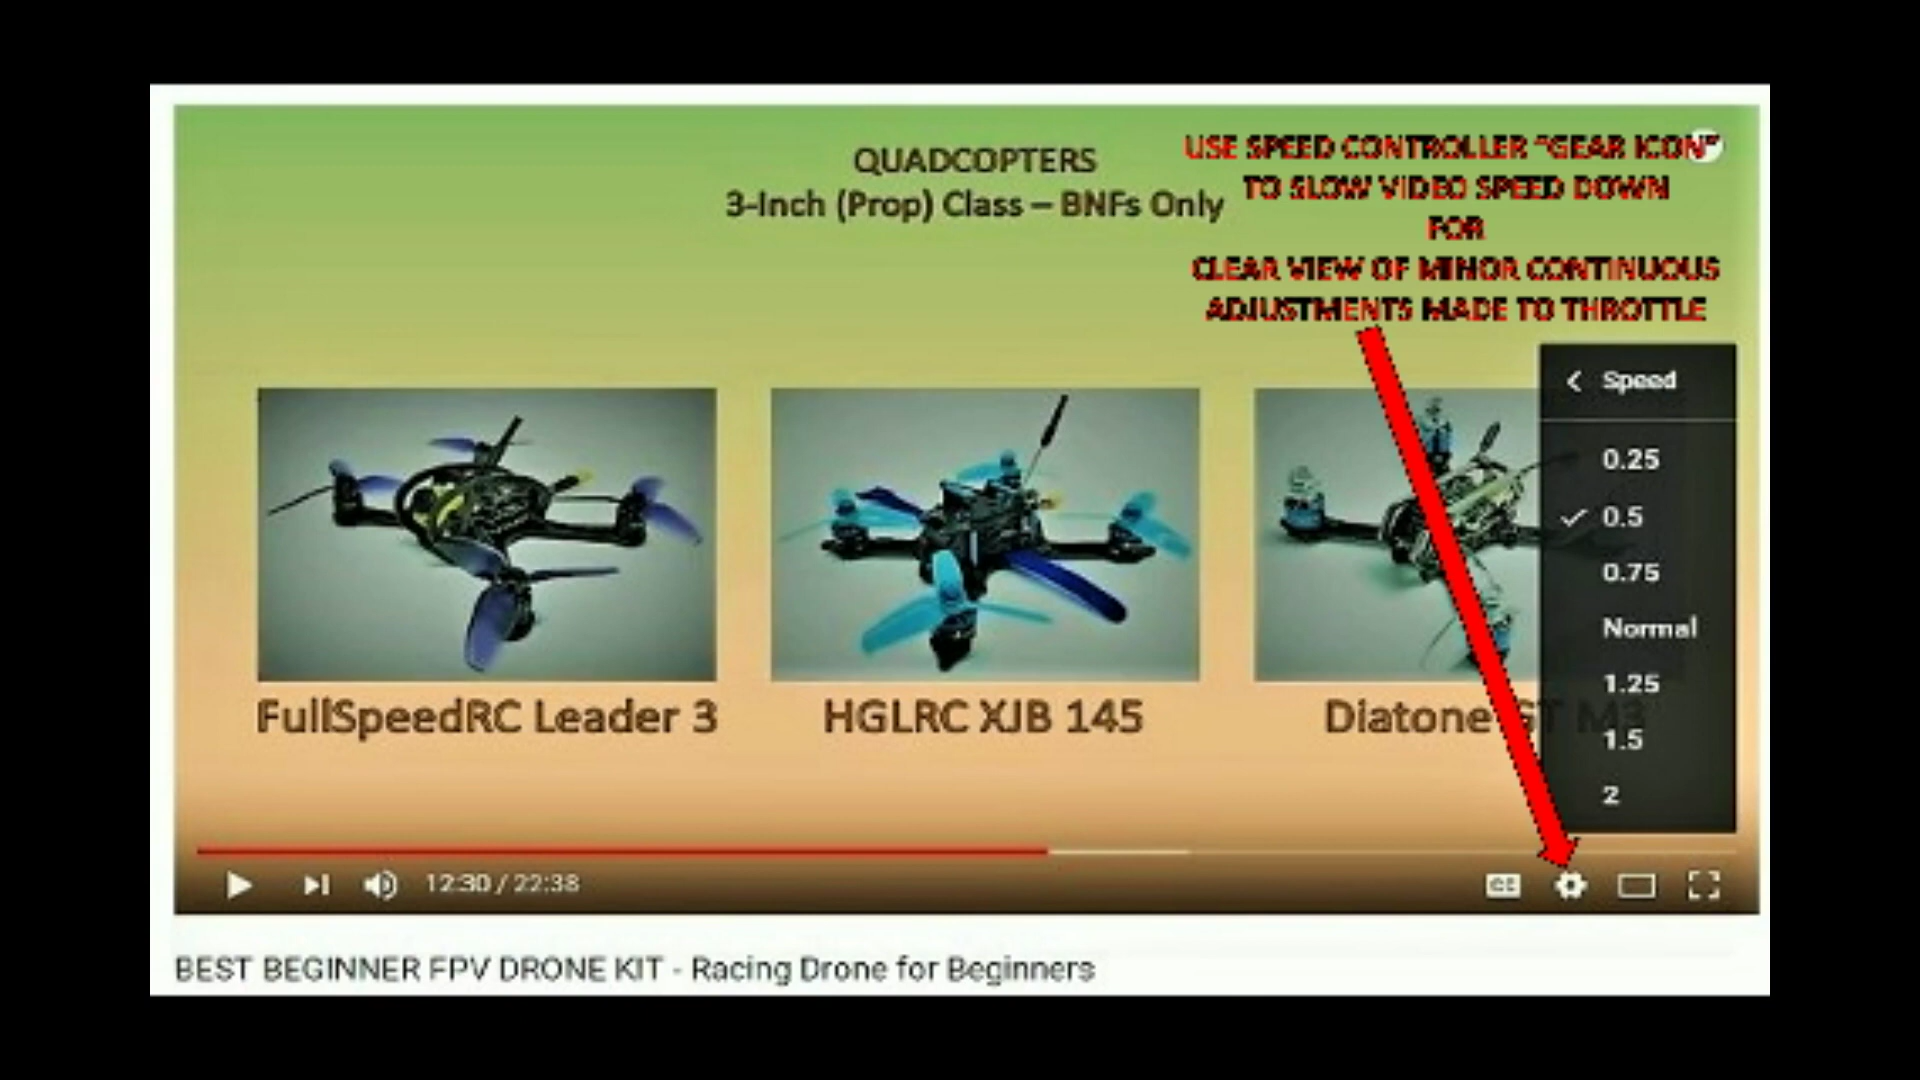 QUADCOPTERS
3-Inch (Prop) Class – BNFs Only
USE SPEED CONTROLLER "GEAR ICON"
TO SLOW VIDEO SPEED DOWN
FOR
CLEAR VIEW OF MINOR CONTINUOUS
ADJUSTMENTS MADE TO THROTTLE
Speed
0.25
0.5
0.75
Normal
1.25
1.5
2
FullSpeedRC Leader 3
HGLRC XJB 145
Diatone GT M3
12:30 / 22:38
CC
BEST BEGINNER FPV DRONE KIT - Racing Drone for Beginners